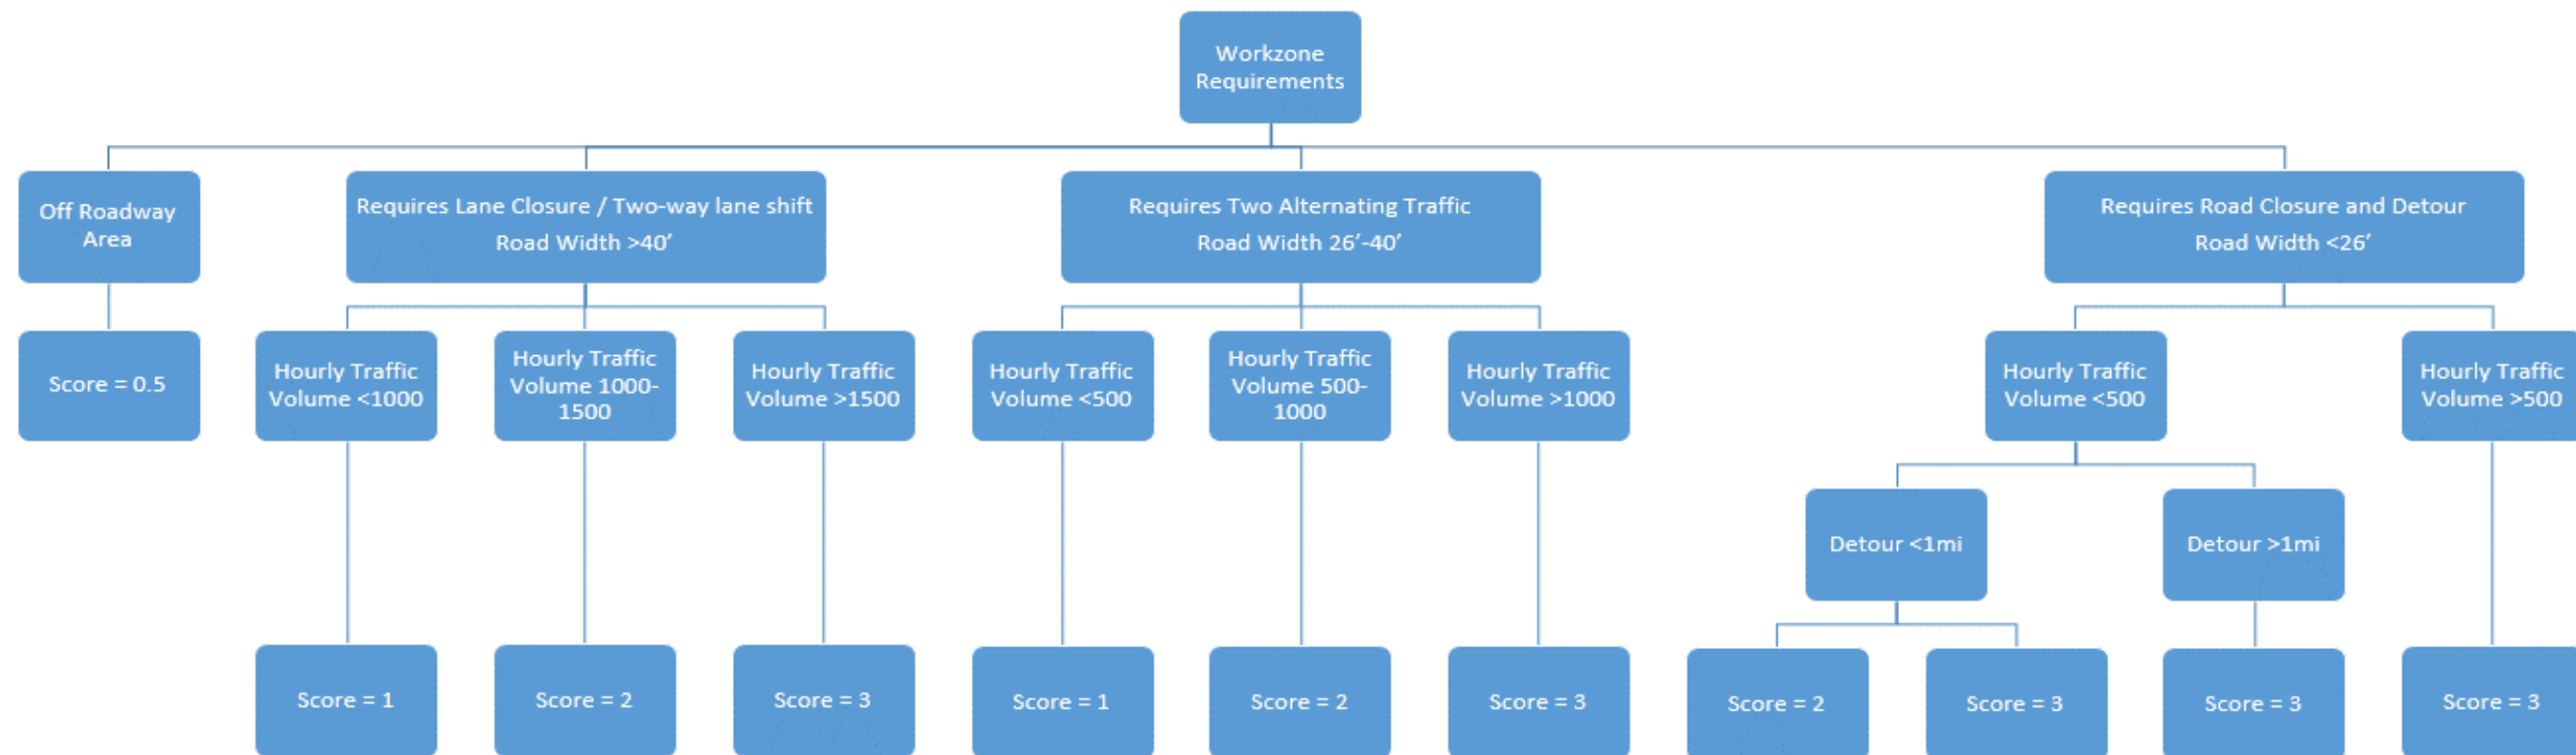 Workzone
Requirements
Off Roadway
Area
Requires Lane Closure / Two-way lane shift
Road Width >40’
Requires Two Alternating Traffic
Road Width 26’-40’
Requires Road Closure and Detour
Road Width <26’
Score = 0.5
Hourly Traffic
Volume <1000
Hourly Traffic
Volume 1000-
1500
Hourly Traffic
Volume >1500
Hourly Traffic
Volume <500
Hourly Traffic
Volume 500-
1000
Hourly Traffic
Volume >1000
Hourly Traffic
Volume <500
Hourly Traffic
Volume >500
Detour <1mi
Detour >1mi
Score = 1
Score = 2
Score = 3
Score = 1
Score = 2
Score = 3
Score = 2
Score = 3
Score = 3
Score = 3